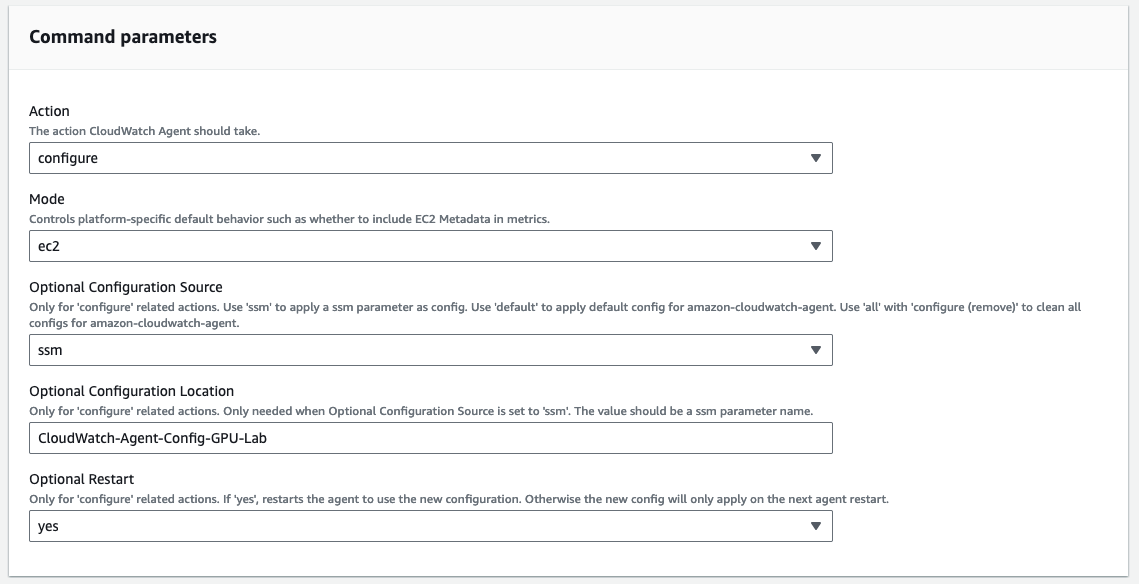 Command parameters
Action
The action CloudWatch Agent should take.
configure
Mode
Controls platform-specific default behavior such as whether to include EC2 Metadata in metrics.
ec2
Optional Configuration Source
Only for 'configure' related actions. Use 'ssm' to apply a ssm parameter as config. Use 'default' to apply default config for amazon-cloudwatch-agent. Use 'all' with 'configure (remove)' to clean all
configs for amazon-cloudwatch-agent.
ssm
Optional Configuration Location
Only for 'configure' related actions. Only needed when Optional Configuration Source is set to 'ssm'. The value should be a ssm parameter name.
CloudWatch-Agent-Config-GPU-Lab
Optional Restart
Only for 'configure' related actions. If 'yes', restarts the agent to use the new configuration. Otherwise the new config will only apply on the next agent restart.
yes